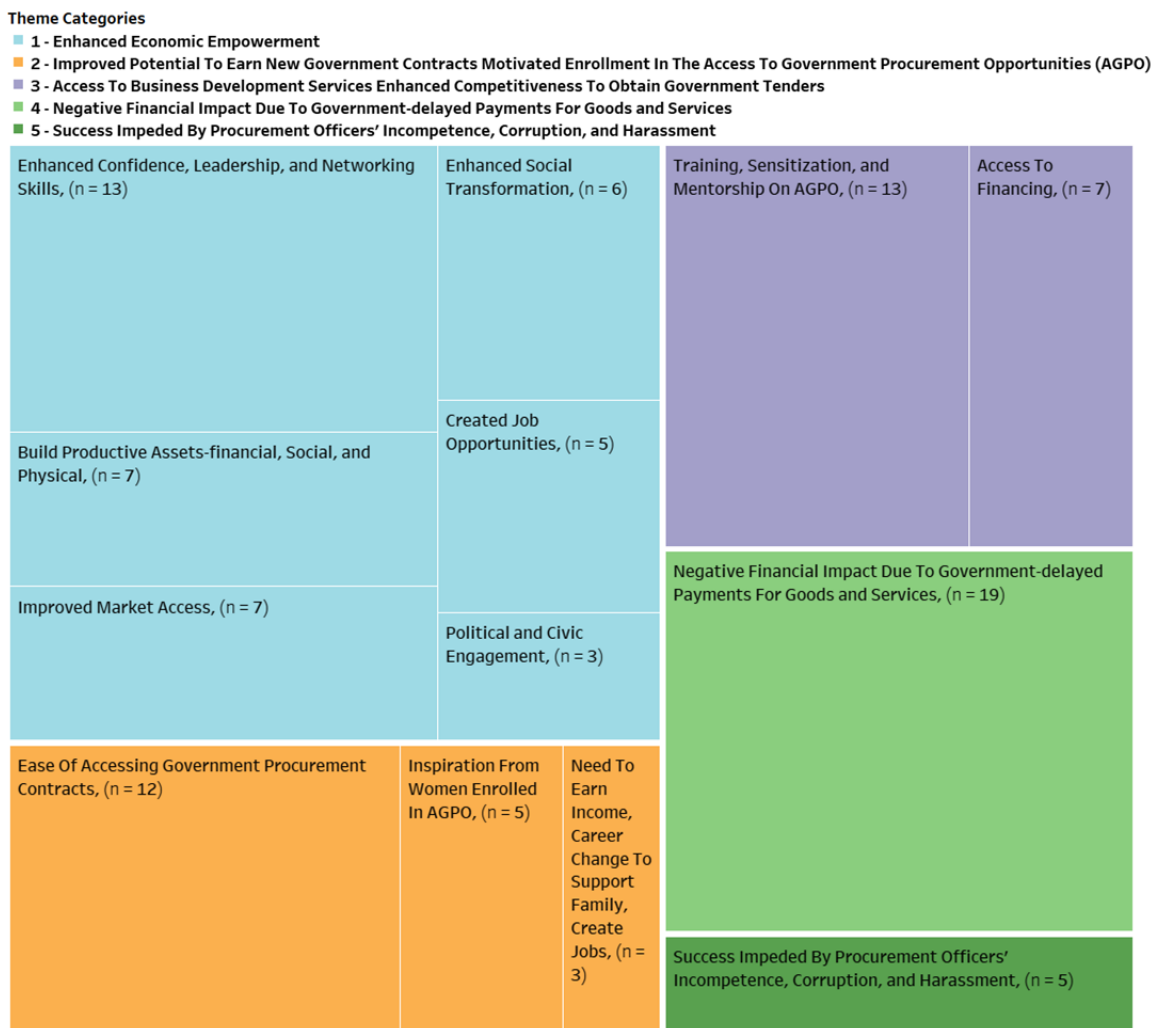 Theme Categories
1 - Enhanced Economic Empowerment
2 - Improved Potential To Earn New Government Contracts Motivated Enrollment In The Access To Government Procurement Opportunities (AGPO)
3 - Access To Business Development Services Enhanced Competitiveness To Obtain Government Tenders
4 - Negative Financial Impact Due To Government-delayed Payments For Goods and Services
5 - Success Impeded By Procurement Officers’ Incompetence, Corruption, and Harassment
Enhanced Confidence, Leadership, and Networking
Skills, (n = 13)
Build Productive Assets-financial, Social, and
Physical, (n = 7)
Improved Market Access, (n = 7)
Enhanced Social
Transformation, (n = 6)
Created Job
Opportunities, (n = 5)
Political and Civic
Engagement, (n = 3)
Ease Of Accessing Government Procurement
Contracts, (n = 12)
Inspiration From
Women Enrolled
In AGPO, (n = 5)
Need To
Earn
Income,
Career
Change To
Support
Family,
Create
Jobs, (n =
3)
Training, Sensitization, and
Mentorship On AGPO, (n = 13)
Access To
Financing, (n = 7)
Negative Financial Impact Due To Government-delayed
Payments For Goods and Services, (n = 19)
Success Impeded By Procurement Officers’
Incompetence, Corruption, and Harassment, (n = 5)